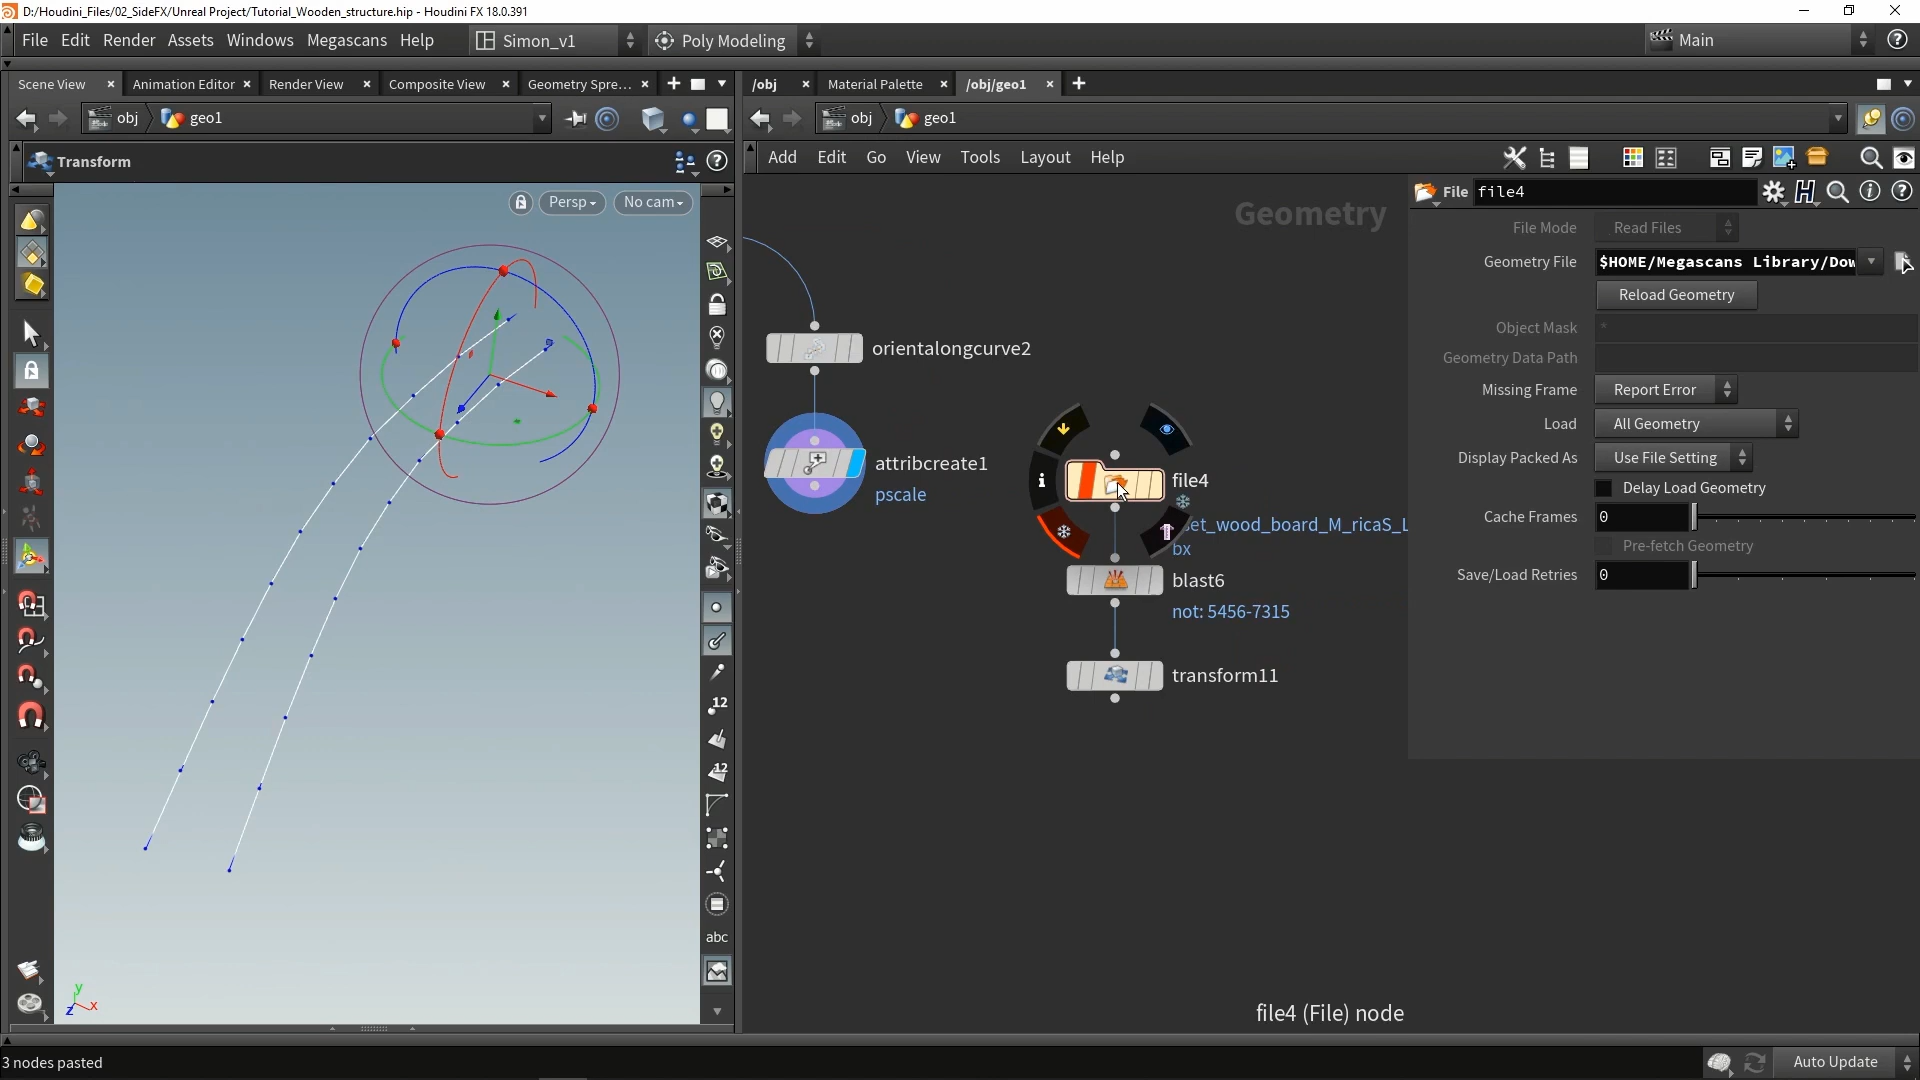 D:/Houdini_Files/02_SideFX/Unreal Project/Tutorial_Wooden_structure.hip - Houdini FX 18.0.391
File Edit Render Assets Windows Megascans Help Simon_v1 Poly Modeling Main
Scene View Animation Editor Render View Composite View Geometry Spre... /obj Material Palette /obj/geo1
obj geo1 obj geo1
Transform
Add Edit Go View Tools Layout Help
Persp No cam
Geometry
File file4
File Mode Read Files
Geometry File $HOME/Megascans Library/Dow
Reload Geometry
Object Mask *
Geometry Data Path
Missing Frame Report Error
Load All Geometry
Display Packed As Use File Setting
Delay Load Geometry
Cache Frames 0
Pre-fetch Geometry
Save/Load Retries 0
orientalongcurve2
attribcreate1
pscale
file4
et_wood_board_M_ricaS_L
bx
blast6
not: 5456-7315
transform11
12
12
abc
y
z x
file4 (File) node
3 nodes pasted
Auto Update